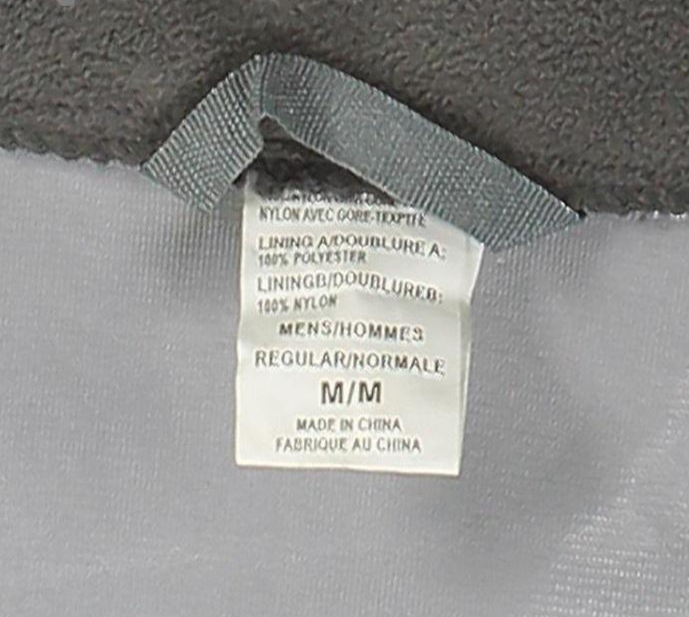 NYLON AVEC GORE-TEXPTFE
LINING A/DOUBLURE A:
100% POLYESTER
LININGB/DOUBLUREB:
100% NYLON
MENS/HOMMES
REGULAR/NORMALE
M/M
MADE IN CHINA
FABRIQUE AU CHINA